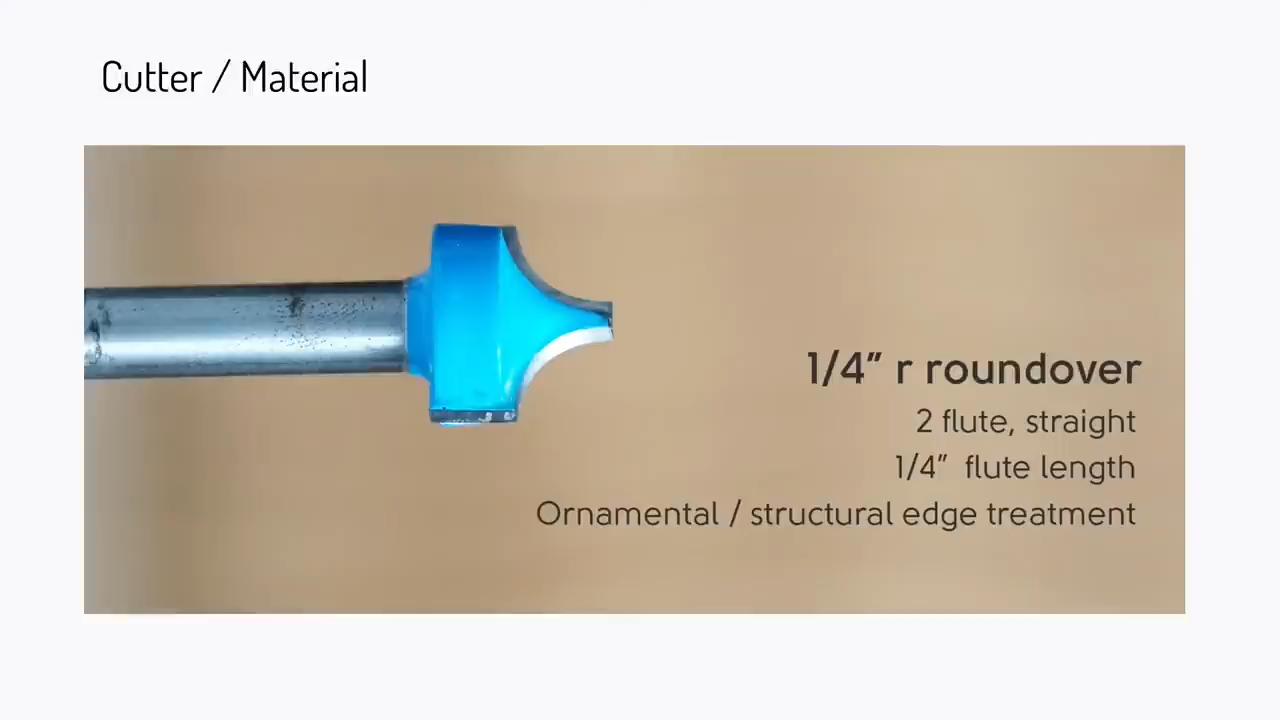 Cutter / Material
1/4” r roundover
2 flute, straight
1/4”  flute length
Ornamental / structural edge treatment